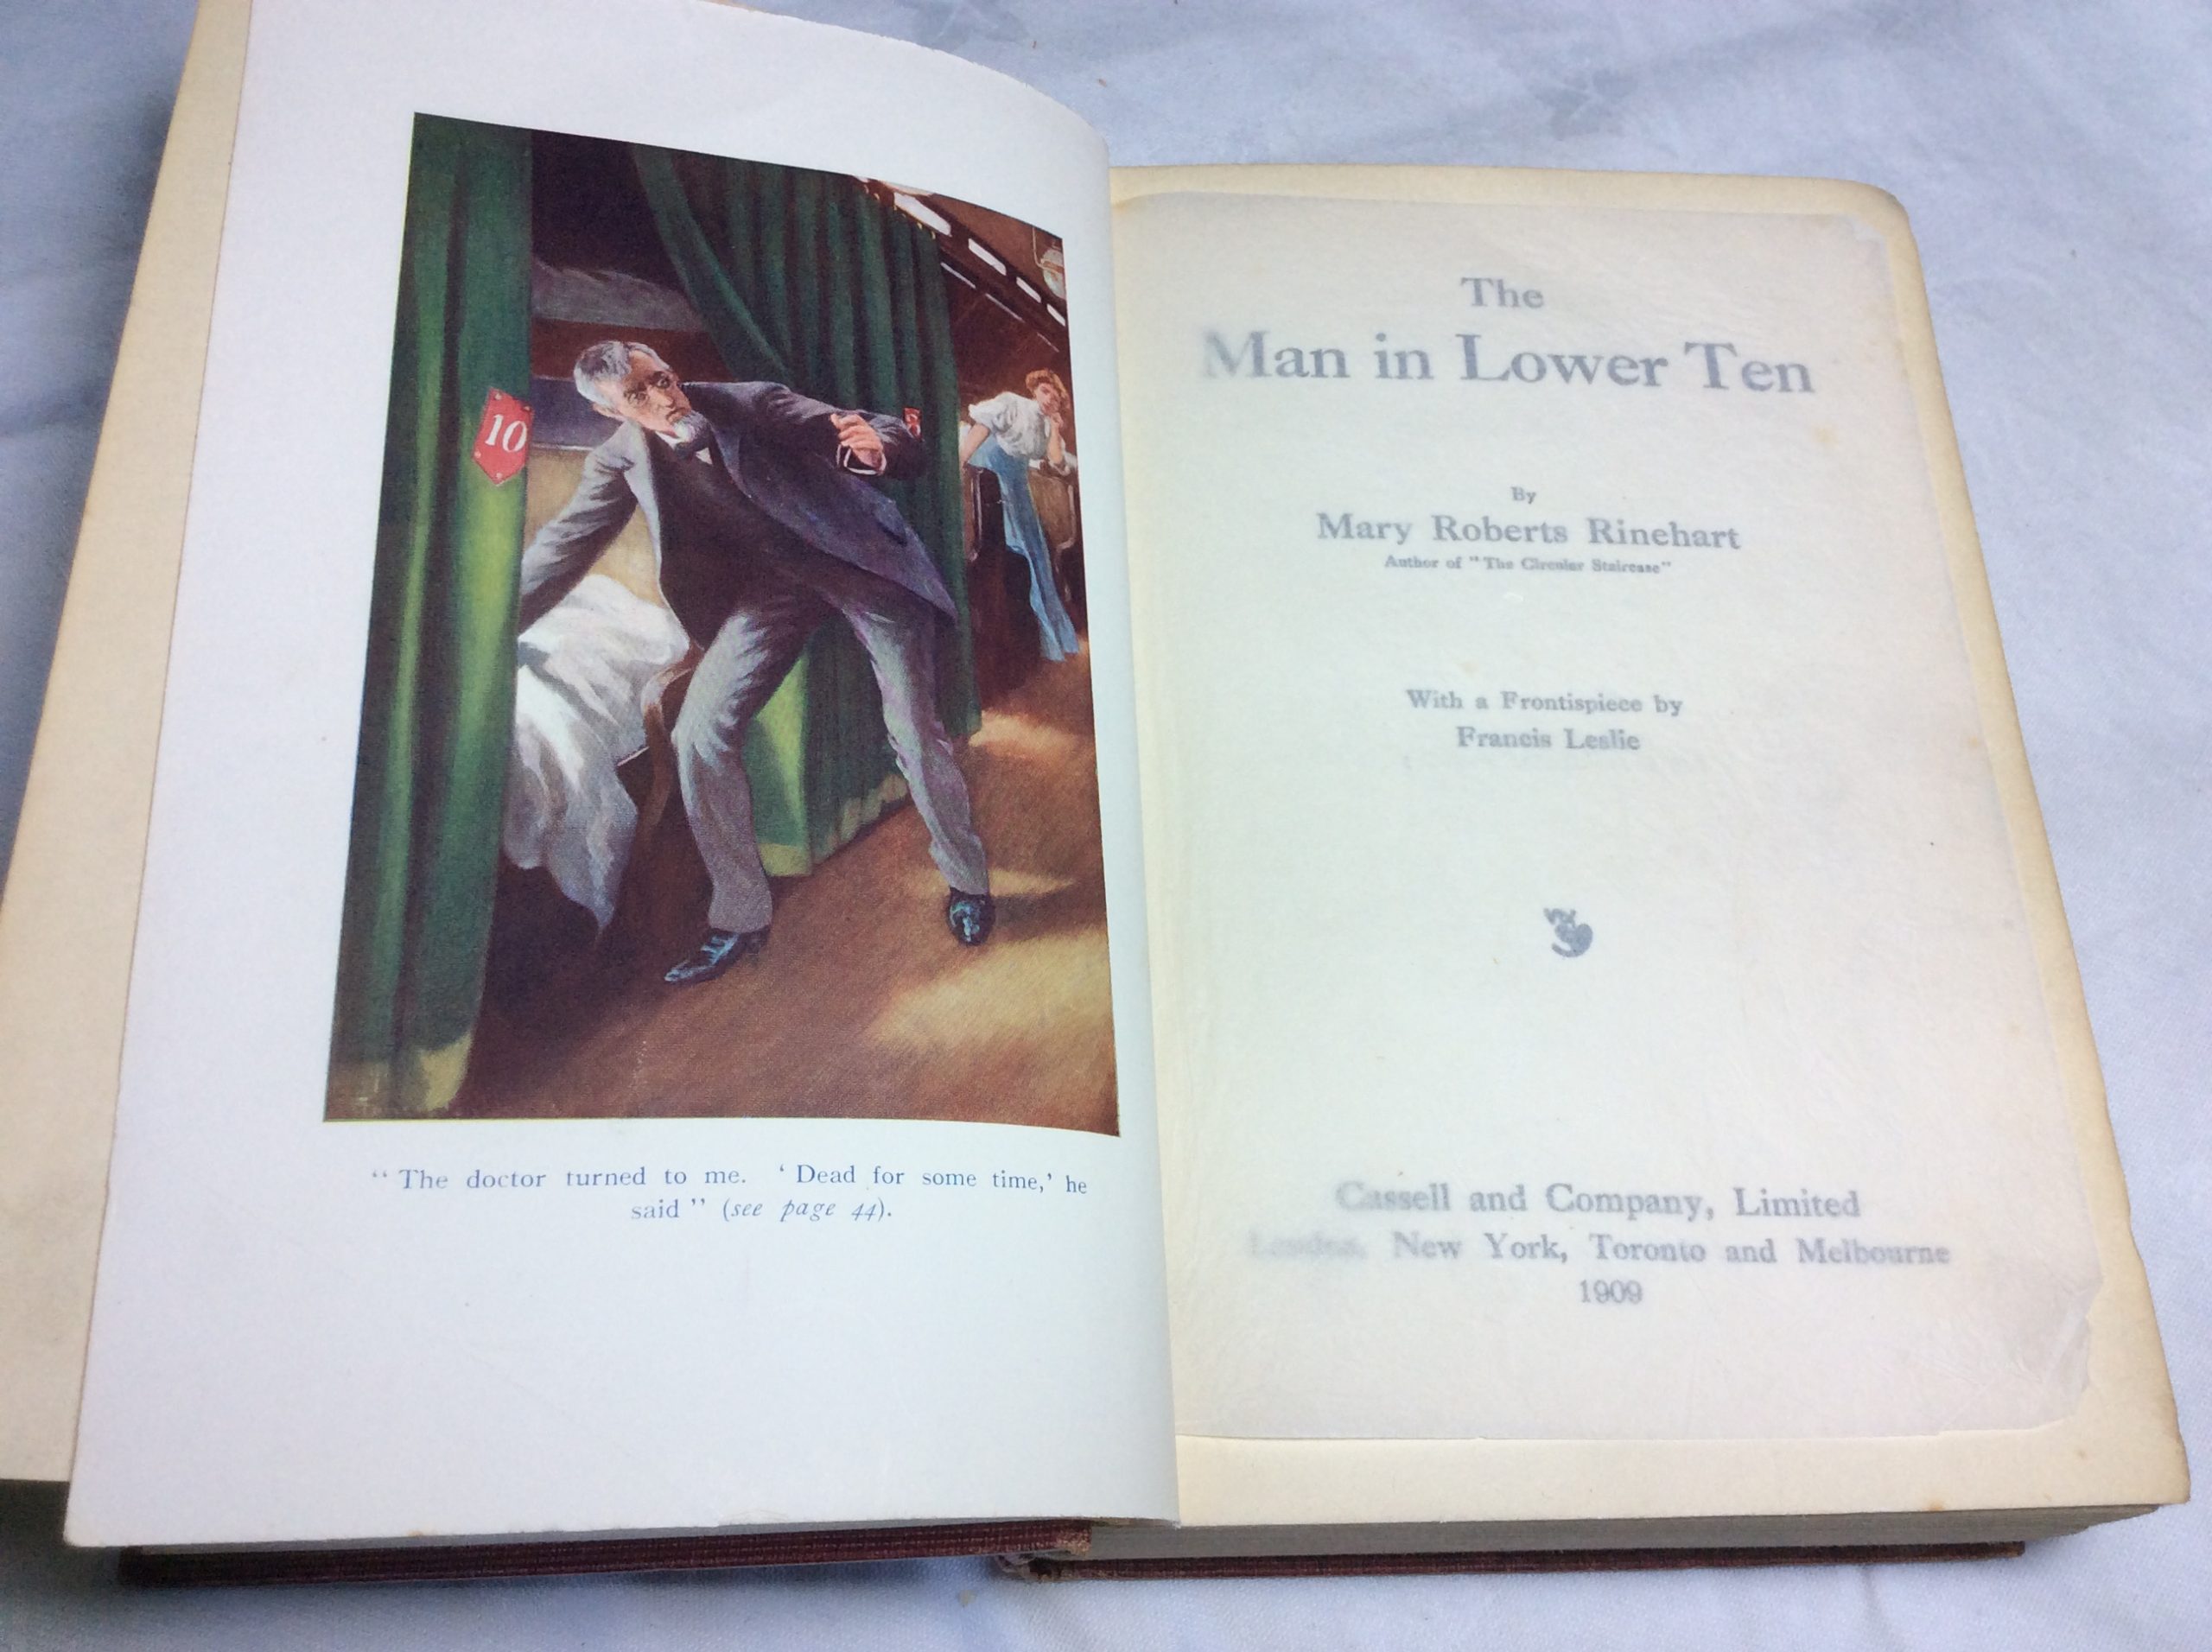 10
“ The doctor turned to me. ‘ Dead for some time,’ he
said ” (see page 44).
The
Man in Lower Ten
By
Mary Roberts Rinehart
Author of "The Circular Staircase"
With a Frontispiece by
Francis Leslie
Cassell and Company, Limited
London, New York, Toronto and Melbourne
1909